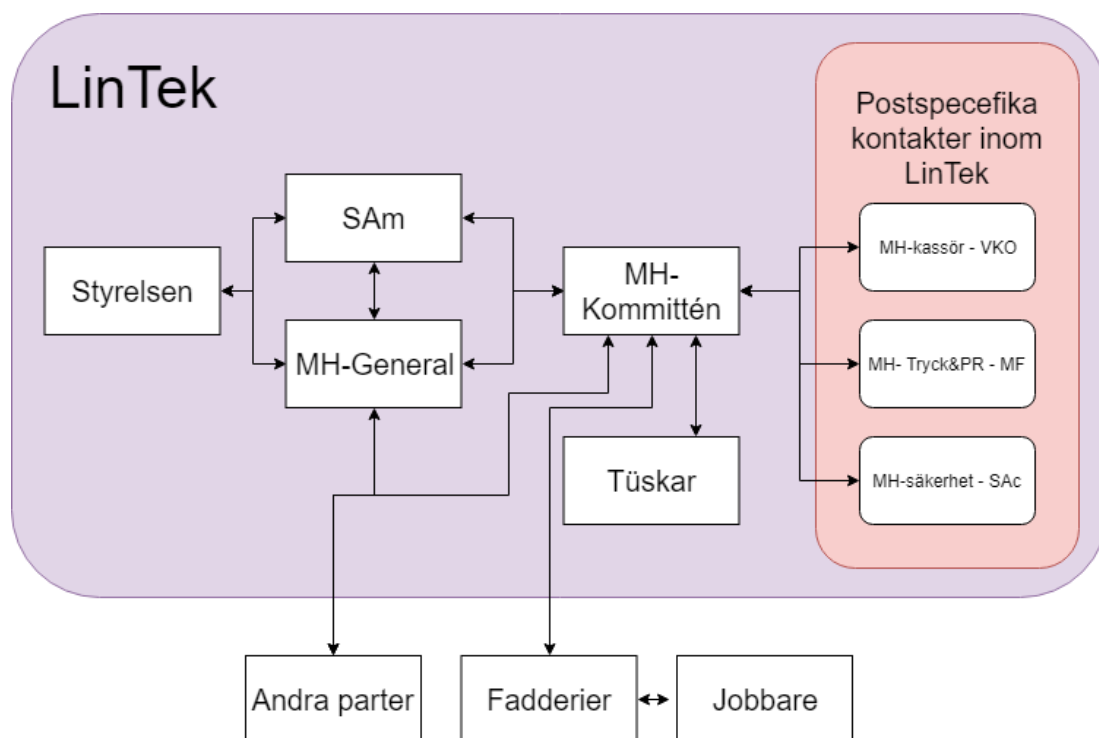 LinTek
Postspecefika
kontakter inom
LinTek
SAm
Styrelsen
MH-General
MH-
Kommittén
MH-kassör - VKO
MH- Tryck&PR - MF
MH-säkerhet - SAc
Tüskar
Andra parter
Fadderier
Jobbare